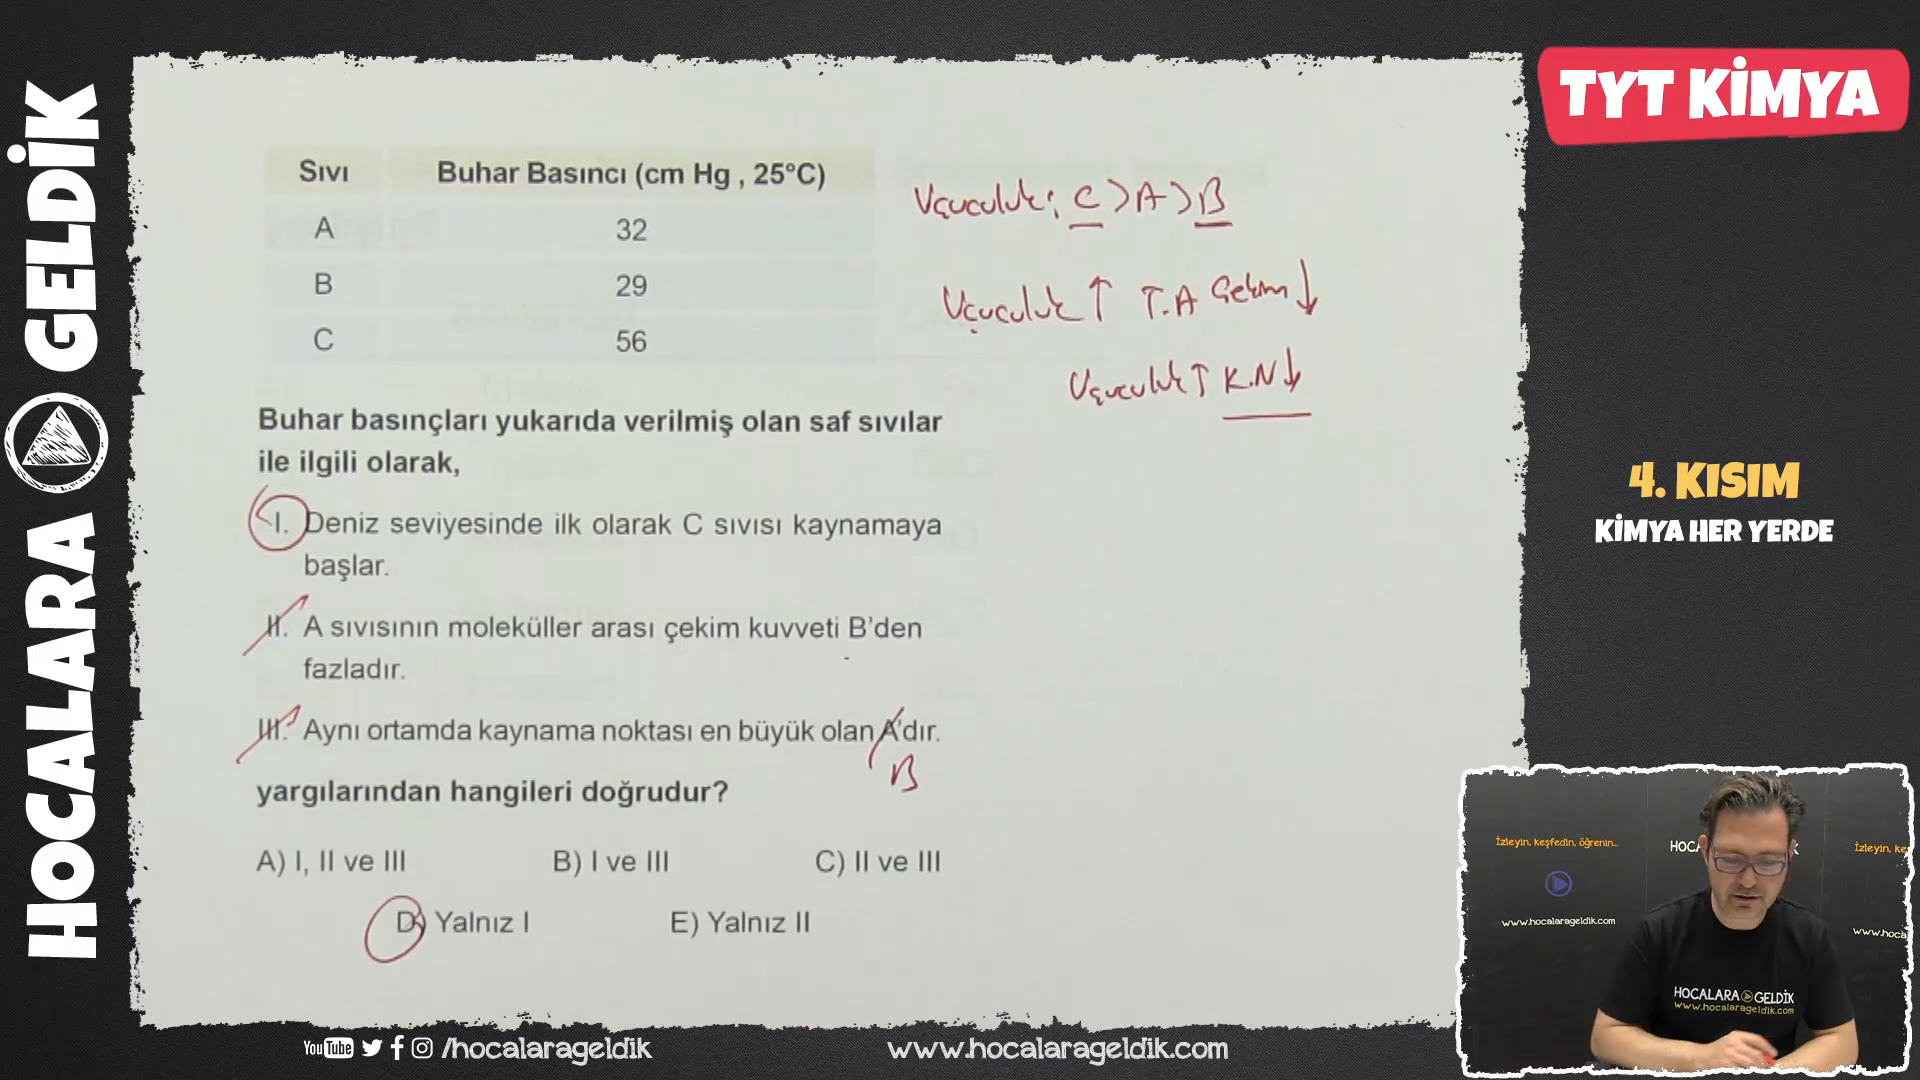 HOCALARA GELDİK
TYT KİMYA
Sıvı Buhar Basıncı (cm Hg , 25°C)
A 32
B 29
C 56
Uçuculuk: C > A > B
Uçuculuk ↑ T.A Çekim ↓
Uçuculuk ↑ K.N ↓
Buhar basınçları yukarıda verilmiş olan saf sıvılar
ile ilgili olarak,
I. Deniz seviyesinde ilk olarak C sıvısı kaynamaya
başlar.
II. A sıvısının moleküller arası çekim kuvveti B'den
fazladır.
III. Aynı ortamda kaynama noktası en büyük olan A'dır.
B
yargılarından hangileri doğrudur?
A) I, II ve III B) I ve III C) II ve III
D) Yalnız I E) Yalnız II
4. KISIM
KİMYA HER YERDE
İzleyin, keşfedin, öğrenin...
www.hocalarageldik.com
HOCALARA GELDİK
www.hocalarageldik.com
YouTube /hocalarageldik
www.hocalarageldik.com